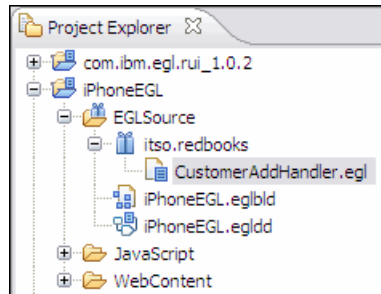 Project Explorer
com.ibm.egl.rui_1.0.2
iPhoneEGL
EGLSource
itso.redbooks
CustomerAddHandler.egl
iPhoneEGL.eglbld
iPhoneEGL.egldd
JavaScript
WebContent